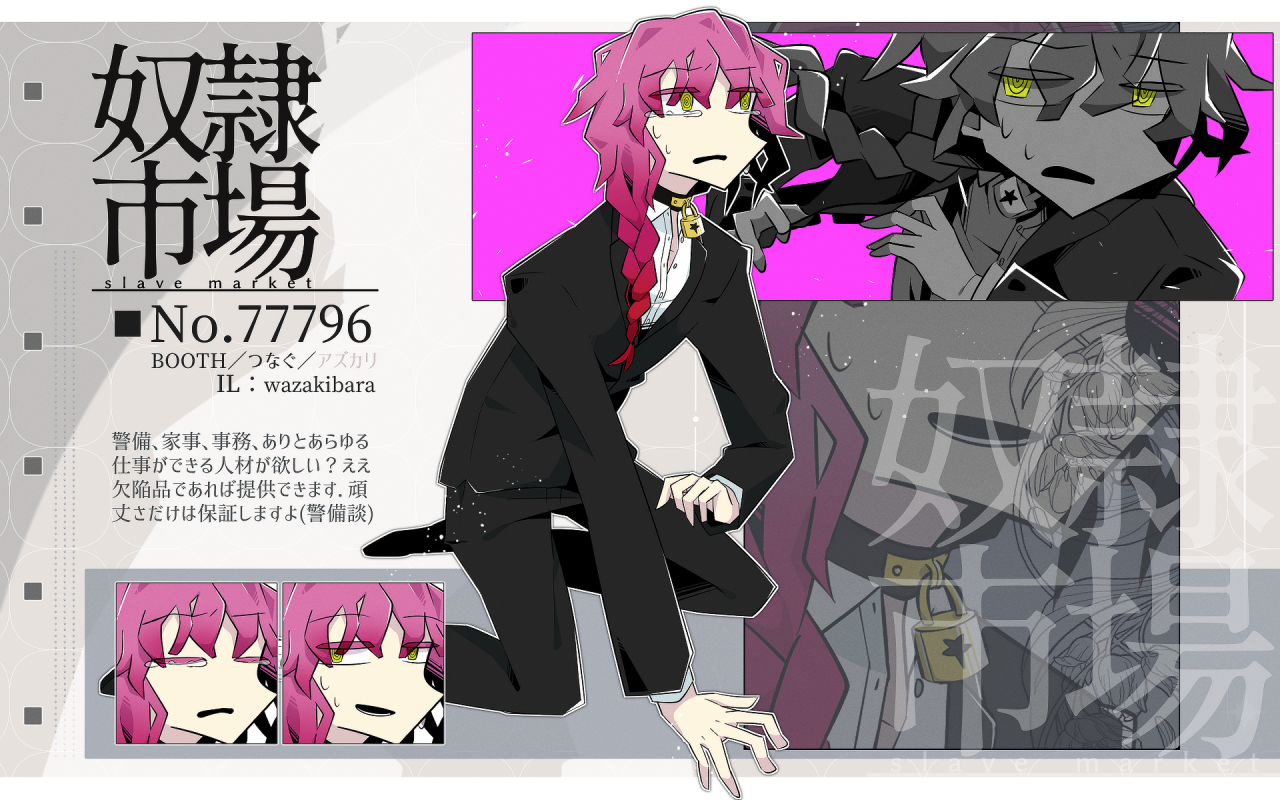 奴隷
市場
slave market
■No.77796
BOOTH／つなぐ／アズカリ
IL：wazakibara
警備、家事、事務、ありとあらゆる
仕事ができる人材が欲しい？ええ
欠陥品であれば提供できます．頑
丈さだけは保証しますよ(警備談)
奴隷
市場
slave market